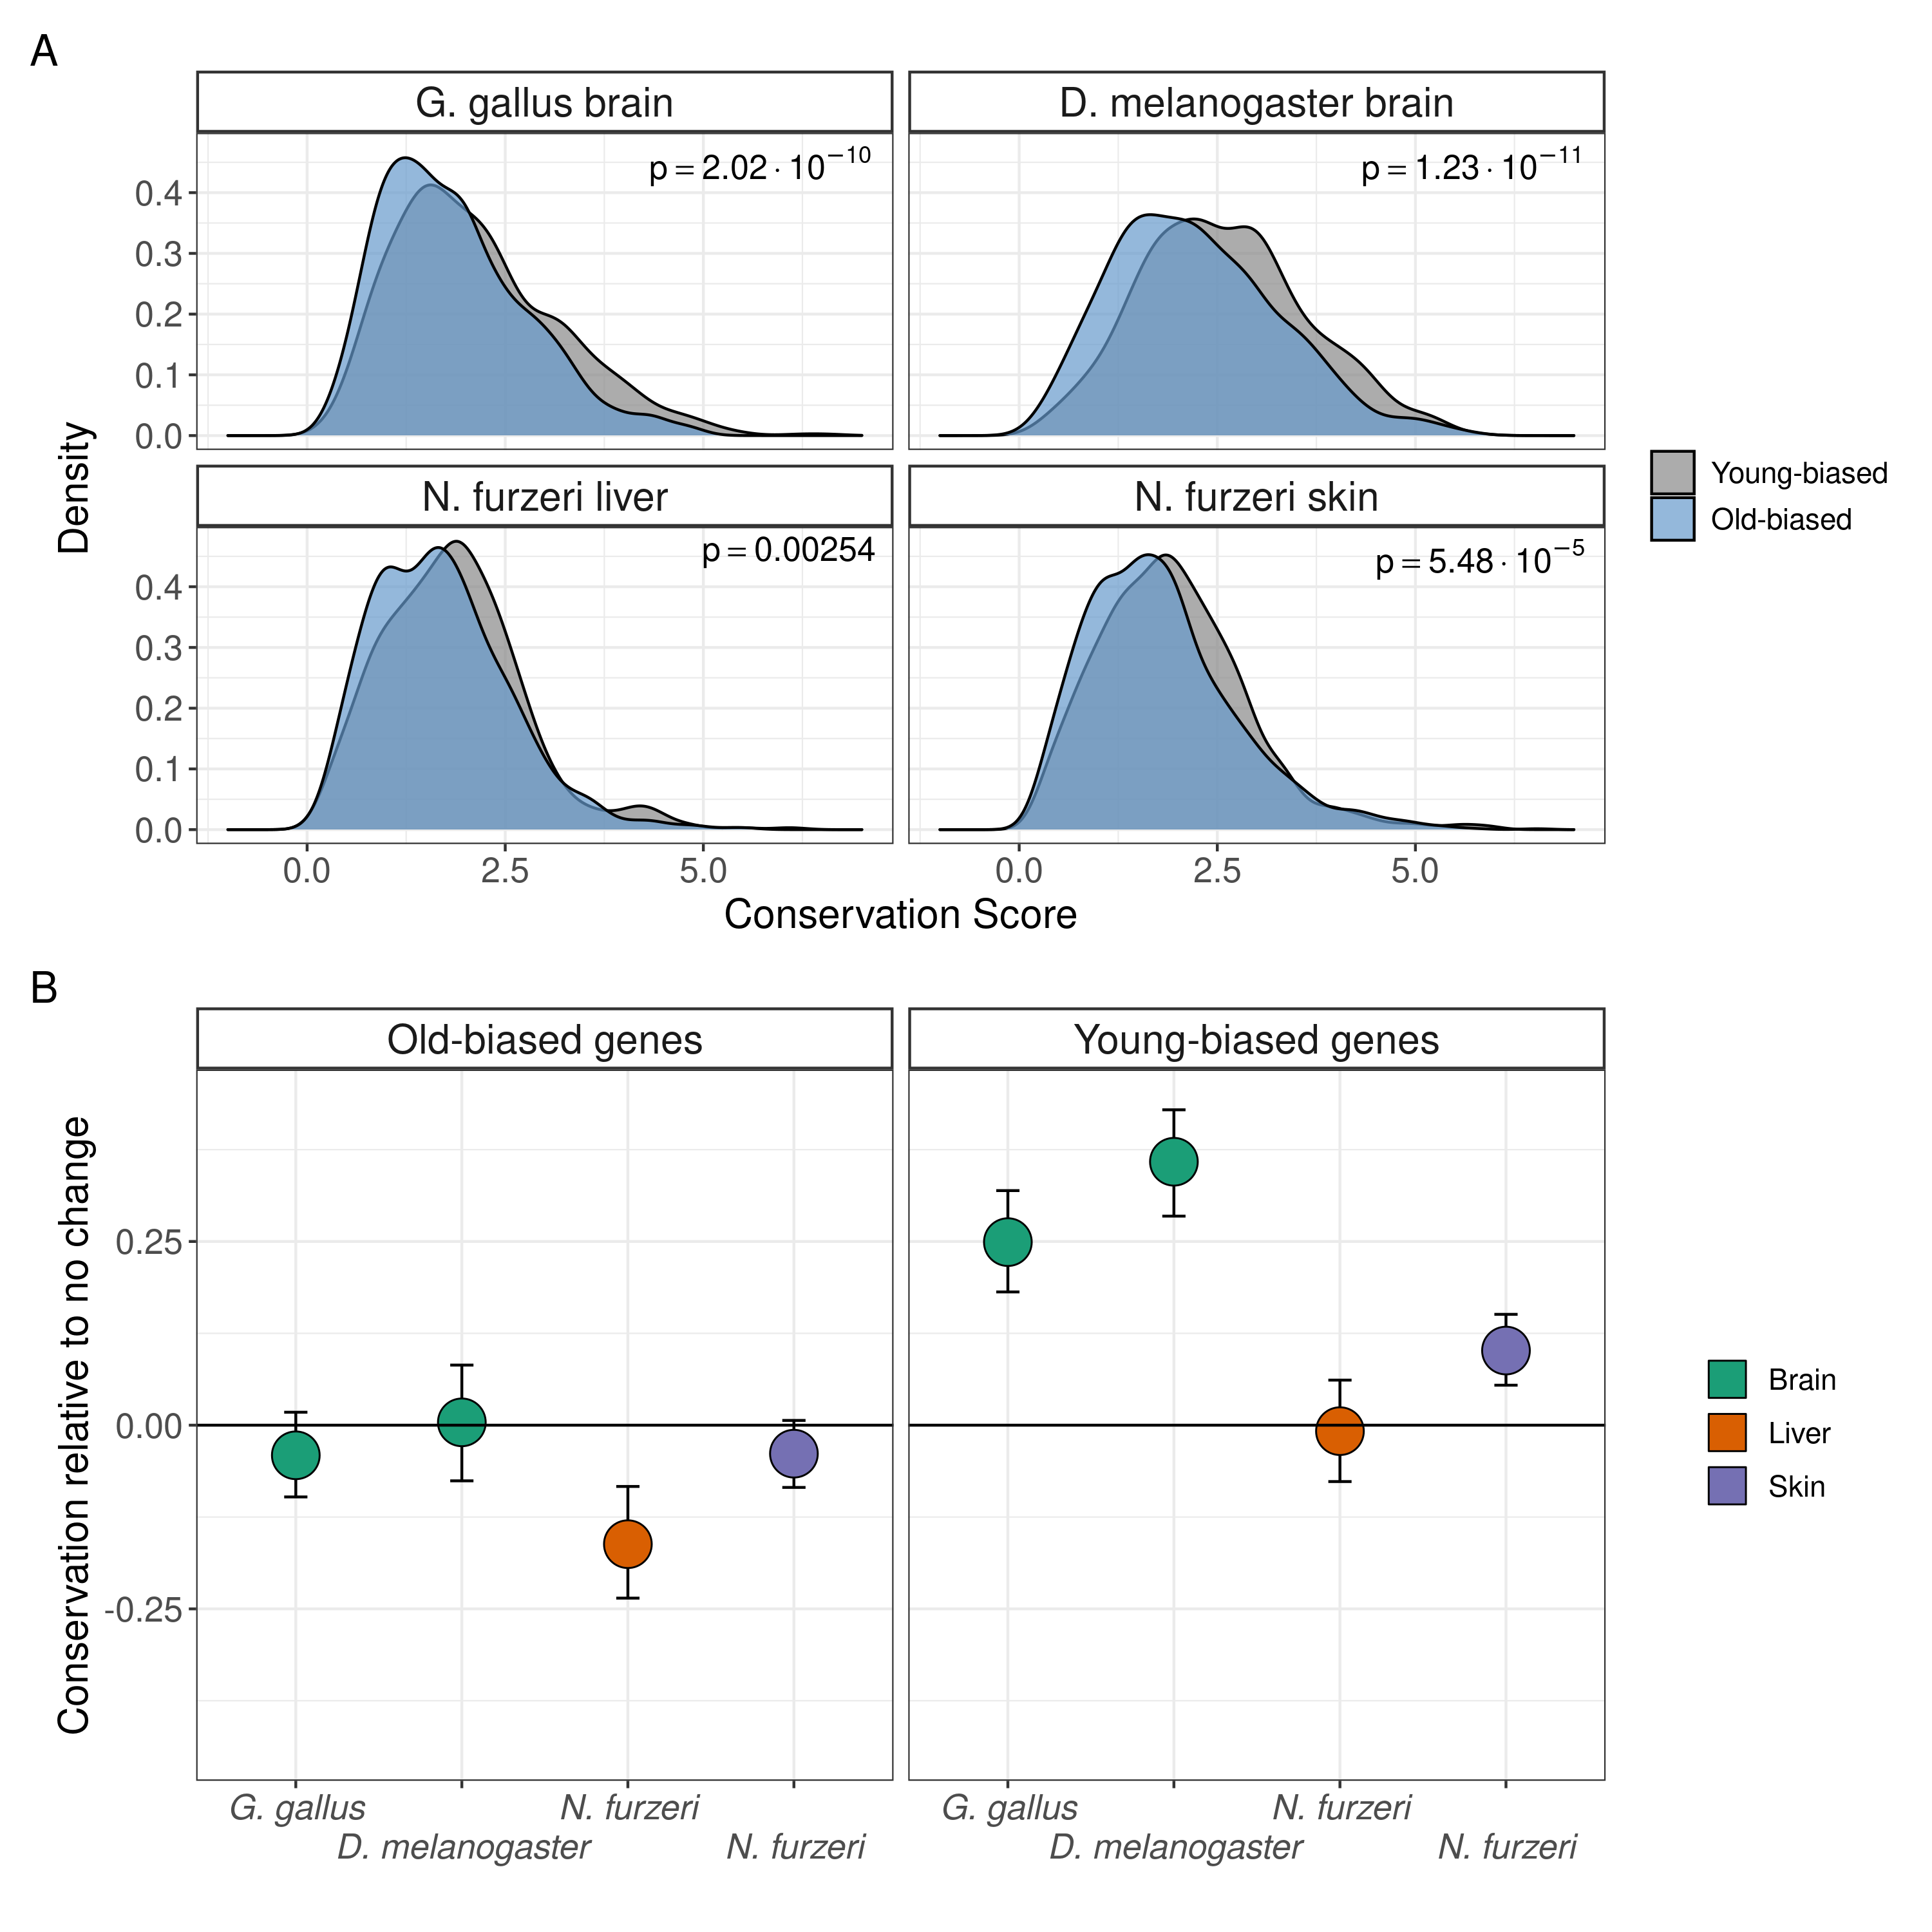 A
G. gallus brain
D. melanogaster brain
p = 2.02 · 10−10
p = 1.23 · 10−11
0.4
0.3
0.2
0.1
0.0
N. furzeri liver
N. furzeri skin
p = 0.00254
p = 5.48 · 10−5
0.4
0.3
0.2
0.1
0.0
Density
0.0 2.5 5.0
0.0 2.5 5.0
Conservation Score
Young-biased
Old-biased
B
Old-biased genes
Young-biased genes
Conservation relative to no change
0.25
0.00
-0.25
G. gallus
D. melanogaster
N. furzeri
N. furzeri
G. gallus
D. melanogaster
N. furzeri
N. furzeri
Brain
Liver
Skin